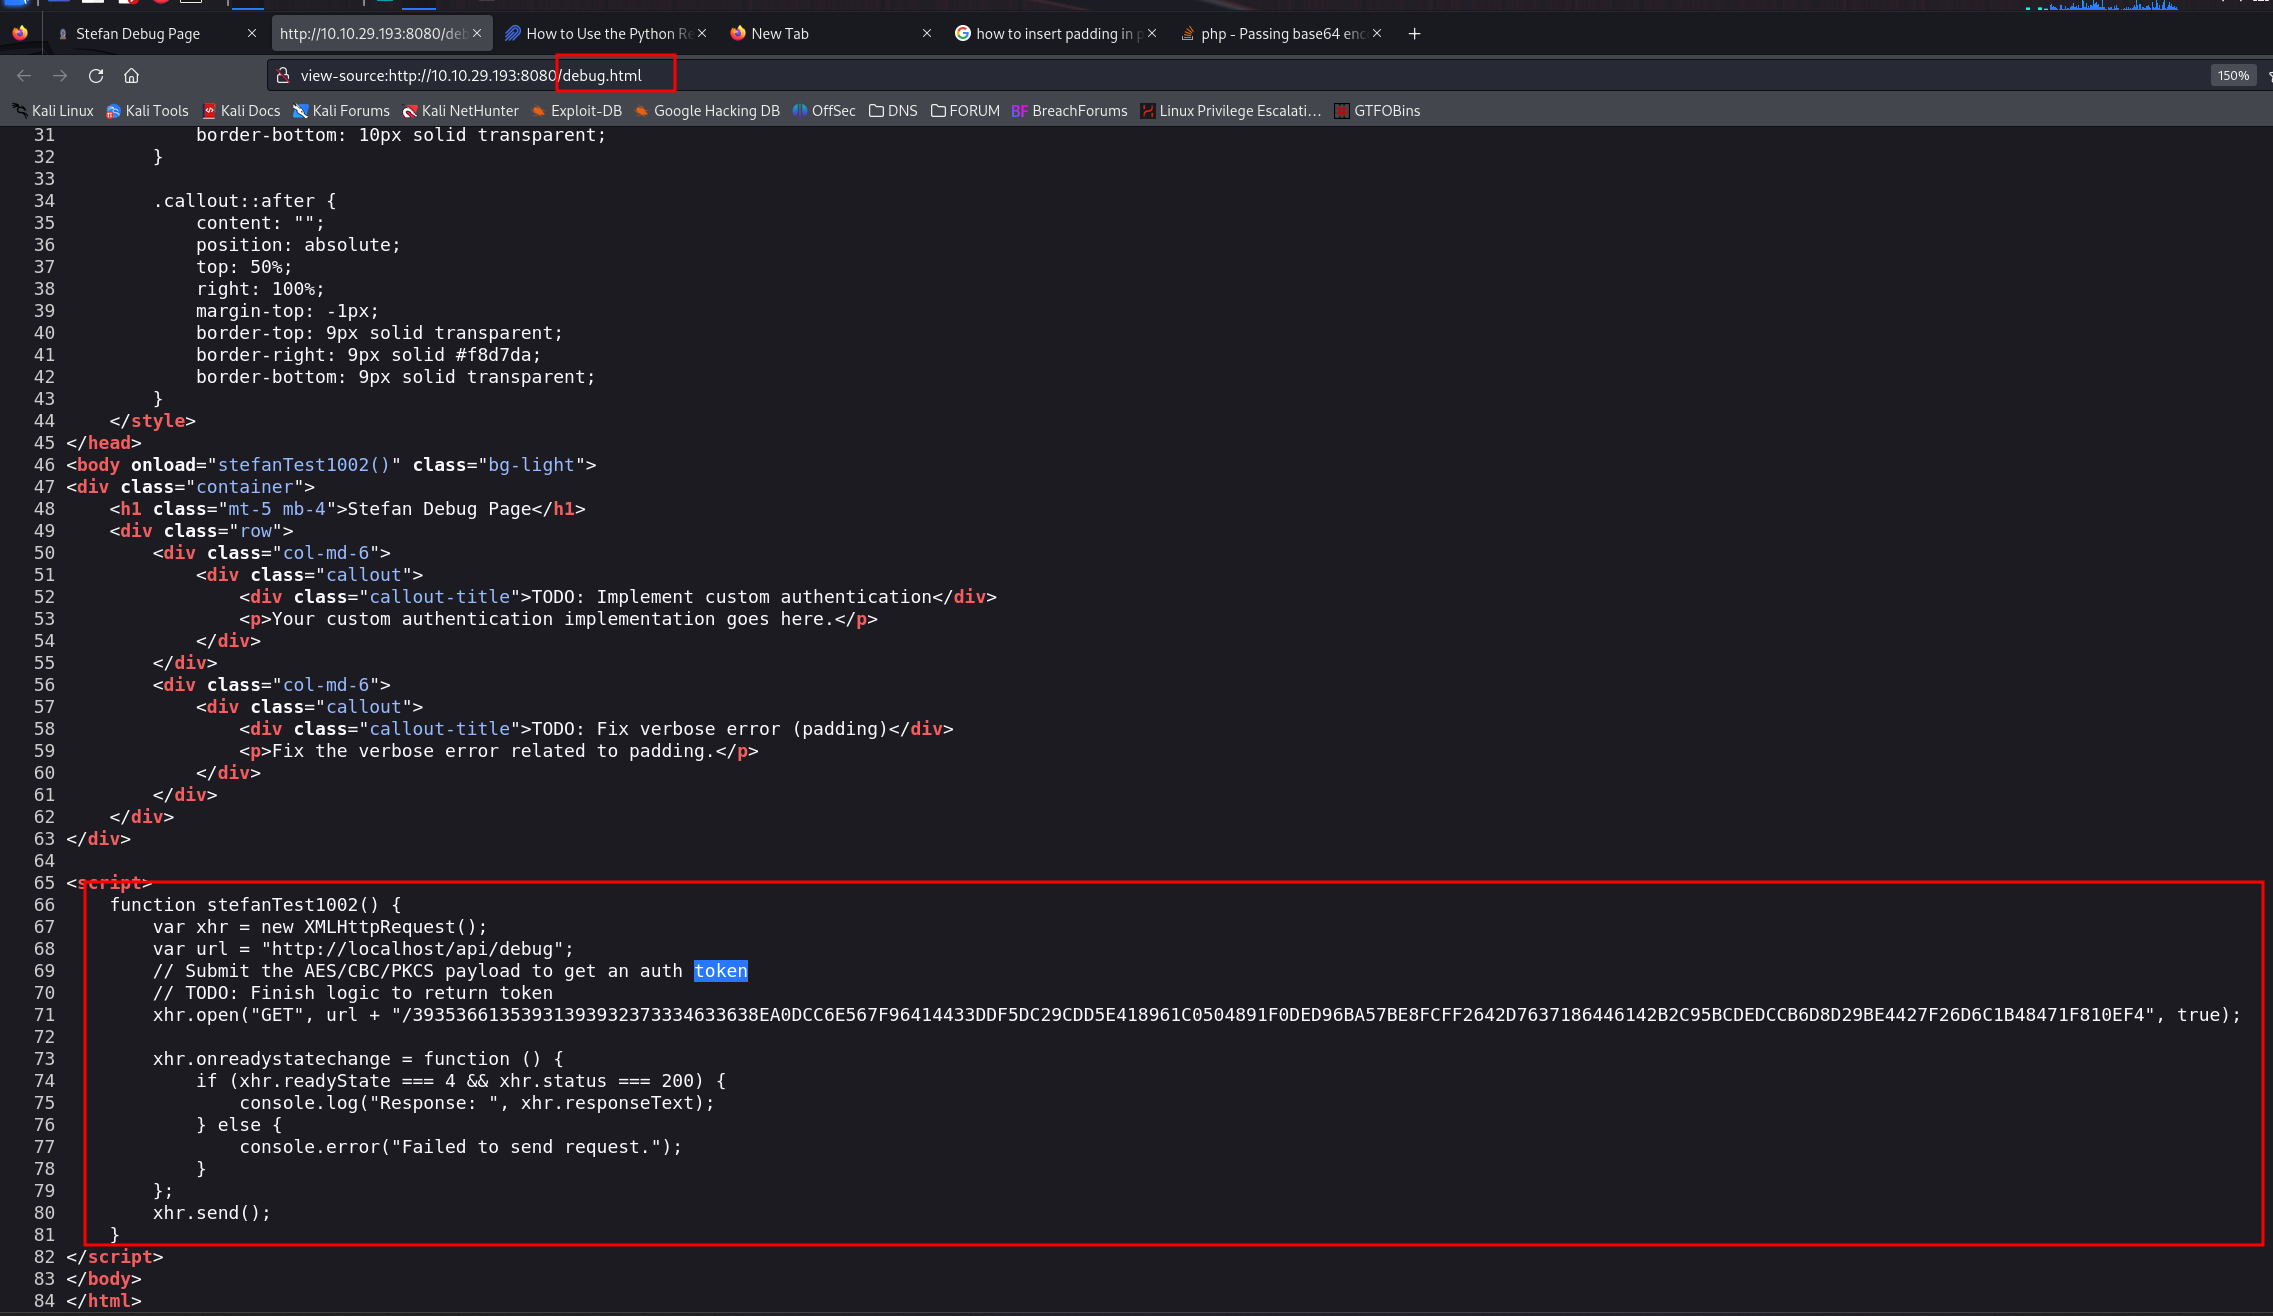 Stefan Debug Page
http://10.10.29.193:8080/deb
How to Use the Python Re
New Tab
how to insert padding in p
php - Passing base64 enc
view-source:http://10.10.29.193:8080/debug.html
150%
Kali Linux
Kali Tools
Kali Docs
Kali Forums
Kali NetHunter
Exploit-DB
Google Hacking DB
OffSec
DNS
FORUM
BF BreachForums
Linux Privilege Escalati…
GTFOBins
31 border-bottom: 10px solid transparent;
32 }
33
34 .callout::after {
35 content: "";
36 position: absolute;
37 top: 50%;
38 right: 100%;
39 margin-top: -1px;
40 border-top: 9px solid transparent;
41 border-right: 9px solid #f8d7da;
42 border-bottom: 9px solid transparent;
43 }
44 </style>
45 </head>
46 <body onload="stefanTest1002()" class="bg-light">
47 <div class="container">
48 <h1 class="mt-5 mb-4">Stefan Debug Page</h1>
49 <div class="row">
50 <div class="col-md-6">
51 <div class="callout">
52 <div class="callout-title">TODO: Implement custom authentication</div>
53 <p>Your custom authentication implementation goes here.</p>
54 </div>
55 </div>
56 <div class="col-md-6">
57 <div class="callout">
58 <div class="callout-title">TODO: Fix verbose error (padding)</div>
59 <p>Fix the verbose error related to padding.</p>
60 </div>
61 </div>
62 </div>
63 </div>
64
65 <script>
66 function stefanTest1002() {
67 var xhr = new XMLHttpRequest();
68 var url = "http://localhost/api/debug";
69 // Submit the AES/CBC/PKCS payload to get an auth token
70 // TODO: Finish logic to return token
71 xhr.open("GET", url + "/39353661353931393932373334633638EA0DCC6E567F96414433DDF5DC29CDD5E418961C0504891F0DED96BA57BE8FCFF2642D7637186446142B2C95BCDEDCCB6D8D29BE4427F26D6C1B48471F810EF4", true);
72
73 xhr.onreadystatechange = function () {
74 if (xhr.readyState === 4 && xhr.status === 200) {
75 console.log("Response: ", xhr.responseText);
76 } else {
77 console.error("Failed to send request.");
78 }
79 };
80 xhr.send();
81 }
82 </script>
83 </body>
84 </html>